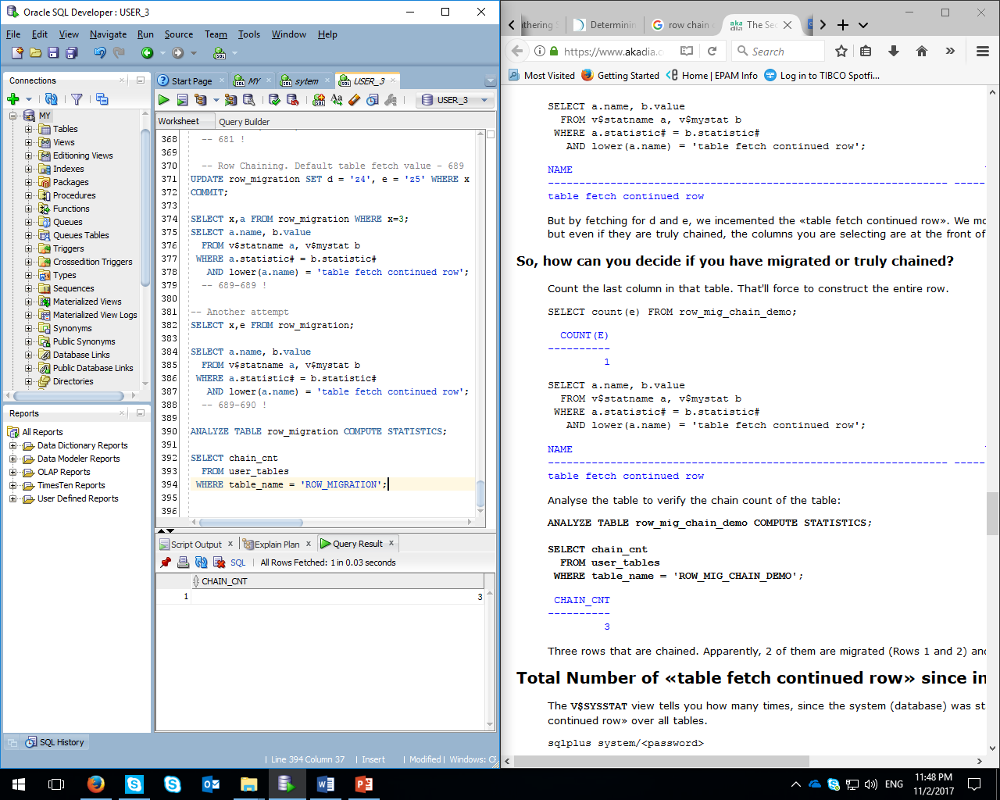 Oracle SQL Developer : USER_3
File Edit View Navigate Run Source Team Tools Window Help
Connections
MY
Tables
Views
Editioning Views
Indexes
Packages
Procedures
Functions
Queues
Queues Tables
Triggers
Crossedition Triggers
Types
Sequences
Materialized Views
Materialized View Logs
Synonyms
Public Synonyms
Database Links
Public Database Links
Directories
Reports
All Reports
Data Dictionary Reports
Data Modeler Reports
OLAP Reports
TimesTen Reports
User Defined Reports
SQL History
Start Page MY sytem USER_3
USER_3
Worksheet Query Builder
368 -- 681 !
369
370 -- Row Chaining. Default table fetch value - 689
371 UPDATE row_migration SET d = 'z4', e = 'z5' WHERE x
372 COMMIT;
373
374 SELECT x,a FROM row_migration WHERE x=3;
375 SELECT a.name, b.value
376 FROM v$statname a, v$mystat b
377 WHERE a.statistic# = b.statistic#
378 AND lower(a.name) = 'table fetch continued row';
379 -- 689-689 !
380
381 -- Another attempt
382 SELECT x,e FROM row_migration;
383
384 SELECT a.name, b.value
385 FROM v$statname a, v$mystat b
386 WHERE a.statistic# = b.statistic#
387 AND lower(a.name) = 'table fetch continued row';
388 -- 689-690 !
389
390 ANALYZE TABLE row_migration COMPUTE STATISTICS;
391
392 SELECT chain_cnt
393 FROM user_tables
394 WHERE table_name = 'ROW_MIGRATION';
395
396
Script Output Explain Plan Query Result
SQL All Rows Fetched: 1 in 0.03 seconds
CHAIN_CNT
1 3
Line 394 Column 37 Insert Modified Windows: CR
thering S Determinin row chain The Sec
https://www.akadia.c Search
Most Visited Getting Started Home | EPAM Info Log in to TIBCO Spotfi...
SELECT a.name, b.value
FROM v$statname a, v$mystat b
WHERE a.statistic# = b.statistic#
AND lower(a.name) = 'table fetch continued row';
NAME
---------------------------------------------------------------- -----
table fetch continued row
But by fetching for d and e, we incemented the «table fetch continued row». We mo
but even if they are truly chained, the columns you are selecting are at the front of
So, how can you decide if you have migrated or truly chained?
Count the last column in that table. That'll force to construct the entire row.
SELECT count(e) FROM row_mig_chain_demo;
COUNT(E)
----------
1
SELECT a.name, b.value
FROM v$statname a, v$mystat b
WHERE a.statistic# = b.statistic#
AND lower(a.name) = 'table fetch continued row';
NAME
---------------------------------------------------------------- -----
table fetch continued row
Analyse the table to verify the chain count of the table:
ANALYZE TABLE row_mig_chain_demo COMPUTE STATISTICS;
SELECT chain_cnt
FROM user_tables
WHERE table_name = 'ROW_MIG_CHAIN_DEMO';
CHAIN_CNT
----------
3
Three rows that are chained. Apparently, 2 of them are migrated (Rows 1 and 2) and
Total Number of «table fetch continued row» since in
The V$SYSSTAT view tells you how many times, since the system (database) was st
continued row» over all tables.
sqlplus system/<password>
ENG
11:48 PM
11/2/2017